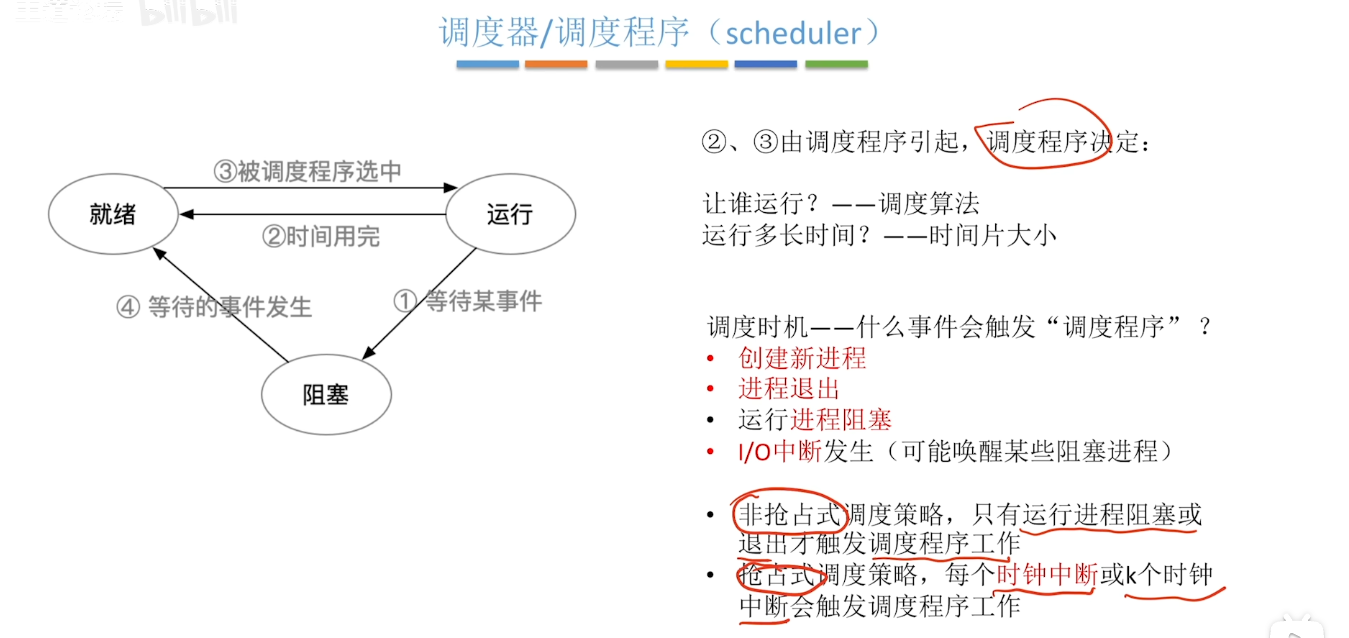 bilibili
调度器/调度程序（scheduler）
③被调度程序选中
就绪
运行
②时间用完
④ 等待的事件发生
① 等待某事件
阻塞
②、③由调度程序引起，调度程序决定：
让谁运行？——调度算法
运行多长时间？——时间片大小
调度时机——什么事件会触发“调度程序”？
• 创建新进程
• 进程退出
• 运行进程阻塞
• I/O中断发生（可能唤醒某些阻塞进程）
• 非抢占式调度策略，只有运行进程阻塞或
退出才触发调度程序工作
• 抢占式调度策略，每个时钟中断或k个时钟
中断会触发调度程序工作